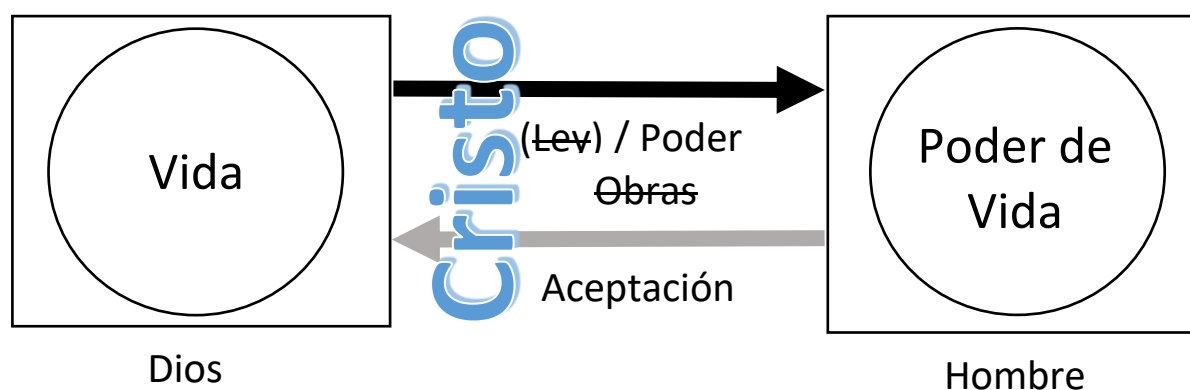 Vida
Cristo
(Ley) / Poder
Obras
Aceptación
Poder de
Vida
Dios
Hombre